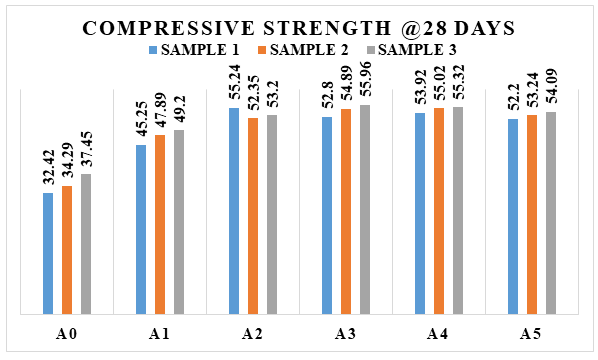 COMPRESSIVE STRENGTH @28 DAYS
SAMPLE 1 SAMPLE 2 SAMPLE 3
32.42 34.29 37.45 45.25 47.89 49.2 55.24 52.35 53.2 52.8 54.89 55.96 53.92 55.02 55.32 52.2 53.24 54.09
A0 A1 A2 A3 A4 A5